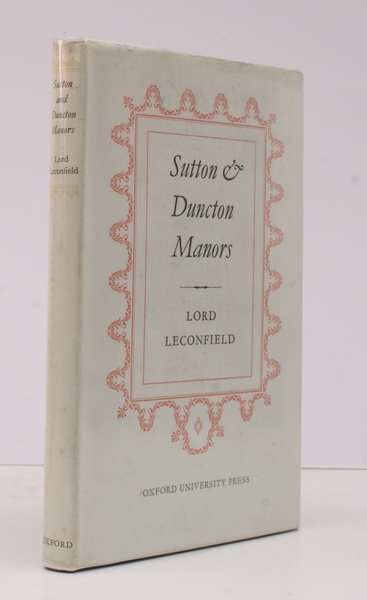 Sutton
and
Duncton
Manors
Lord
Leconfield
OXFORD
Sutton &
Duncton
Manors
LORD
LECONFIELD
OXFORD UNIVERSITY PRESS